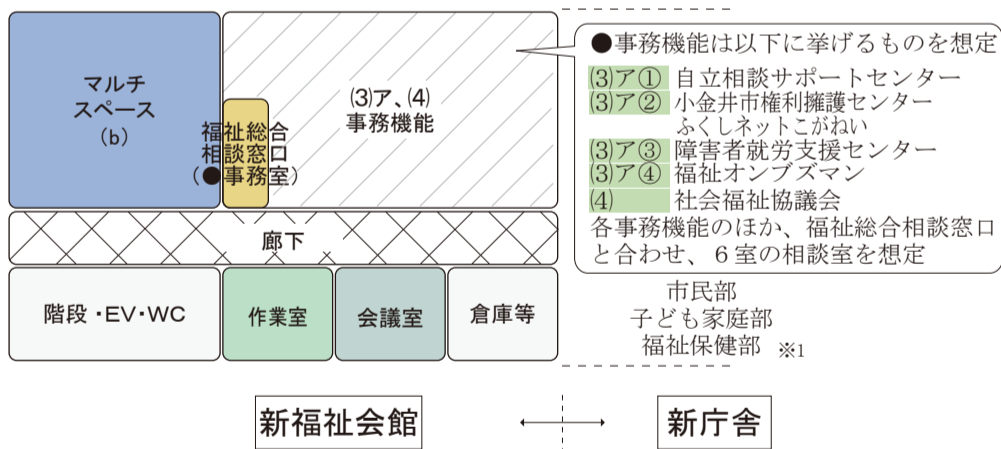 マルチ
スペース
(b)
福祉総合
相談窓口
(●事務室)
(3)ア、(4)
事務機能
●事務機能は以下に挙げるものを想定
(3)ア① 自立相談サポートセンター
(3)ア② 小金井市権利擁護センター
ふくしネットこがねい
(3)ア③ 障害者就労支援センター
(3)ア④ 福祉オンブズマン
(4) 社会福祉協議会
各事務機能のほか、福祉総合相談窓口
と合わせ、６室の相談室を想定
廊下
階段・EV・WC
作業室
会議室
倉庫等
市民部
子ども家庭部
福祉保健部 ※1
新福祉会館
新庁舎